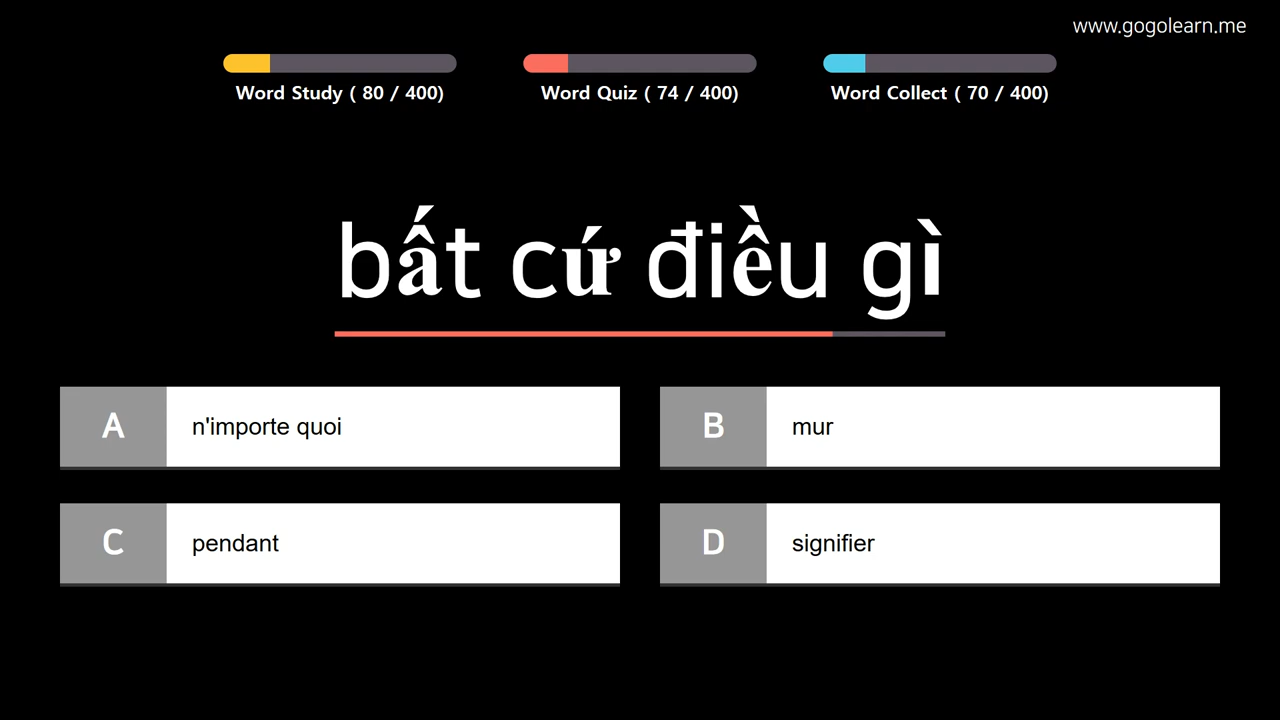 www.gogolearn.me
Word Study ( 80 / 400)
Word Quiz ( 74 / 400)
Word Collect ( 70 / 400)
bất cứ điều gì
A n'importe quoi
B mur
C pendant
D signifier